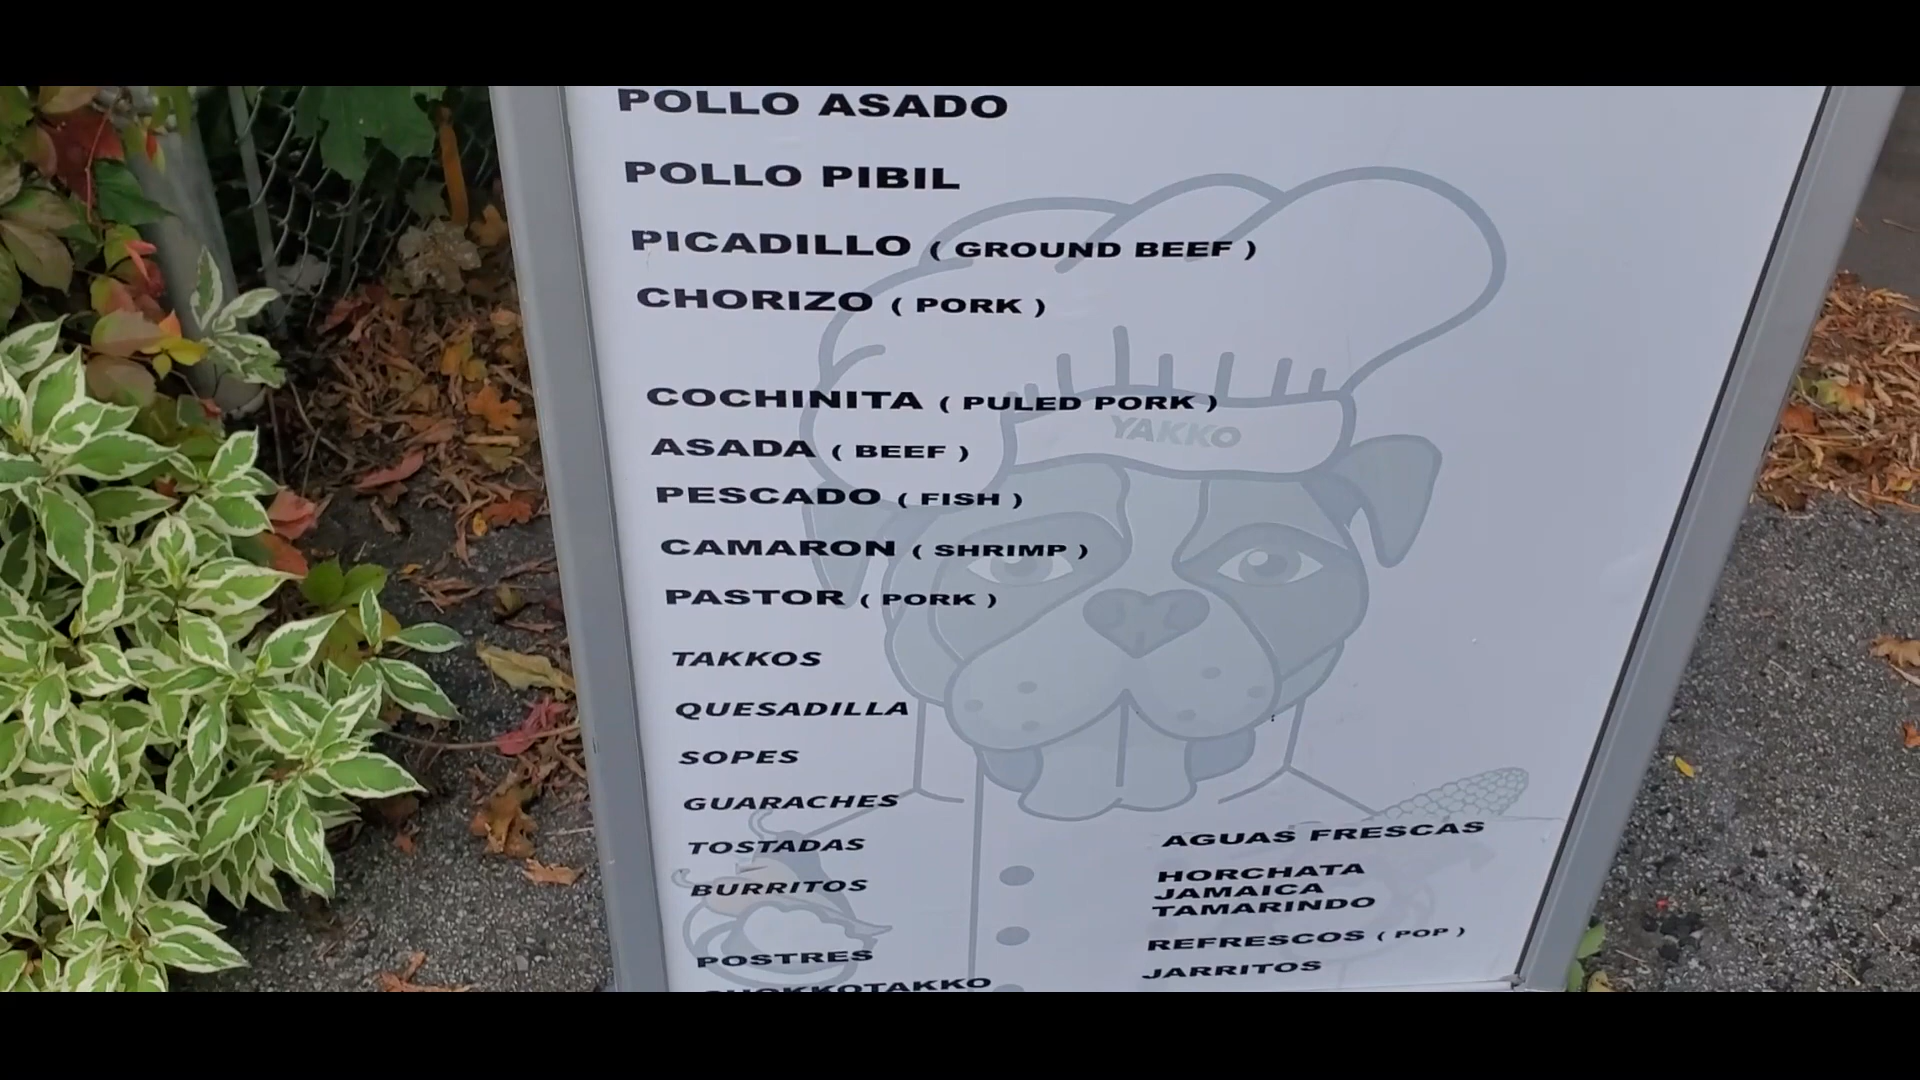 POLLO ASADO
POLLO PIBIL
PICADILLO ( GROUND BEEF )
CHORIZO ( PORK )
COCHINITA ( PULED PORK )
YAKKO
ASADA ( BEEF )
PESCADO ( FISH )
CAMARON ( SHRIMP )
PASTOR ( PORK )
TAKKOS
QUESADILLA
SOPES
GUARACHES
TOSTADAS
BURRITOS
POSTRES
AGUAS FRESCAS
HORCHATA
JAMAICA
TAMARINDO
REFRESCOS ( POP )
JARRITOS